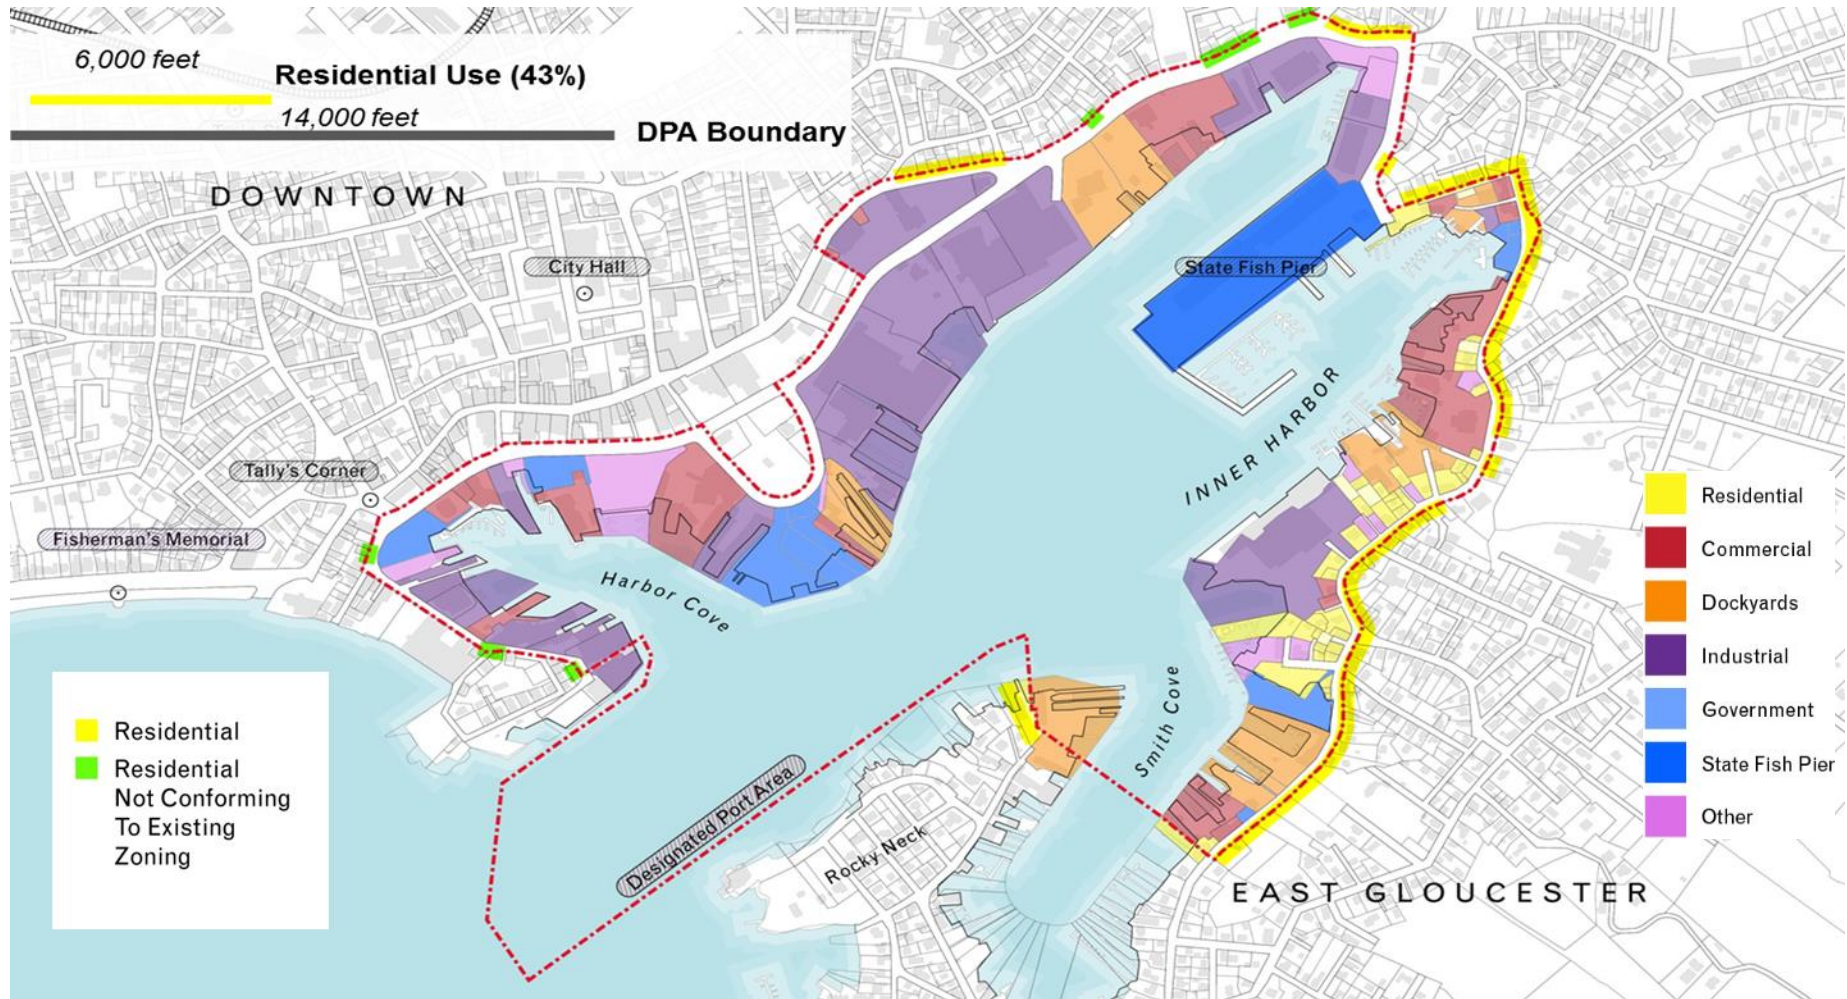 6,000 feet
Residential Use (43%)
14,000 feet
DPA Boundary
DOWNTOWN
City Hall
State Fish Pier
Tally's Corner
Fisherman's Memorial
Harbor Cove
INNER HARBOR
Smith Cove
Designated Port Area
Rocky Neck
EAST GLOUCESTER
Residential
Residential
Not Conforming
To Existing
Zoning
Residential
Commercial
Dockyards
Industrial
Government
State Fish Pier
Other